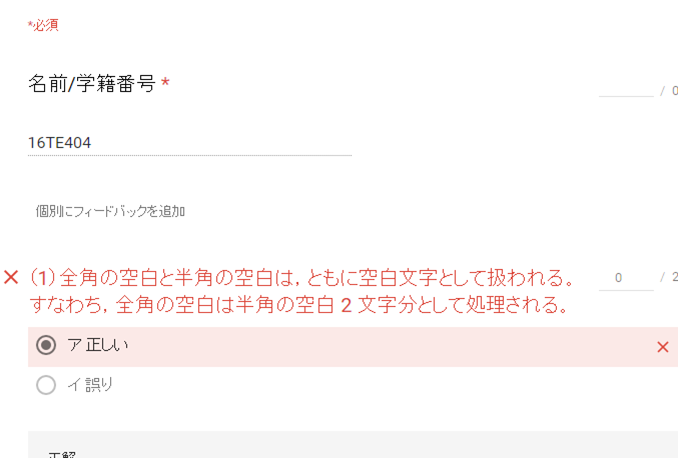 *必須
名前/学籍番号 *
/ 0
16TE404
個別にフィードバックを追加
(1) 全角の空白と半角の空白は，ともに空白文字として扱われる。
0 / 2
すなわち，全角の空白は半角の空白 2 文字分として処理される。
ア 正しい
イ 誤り
正解